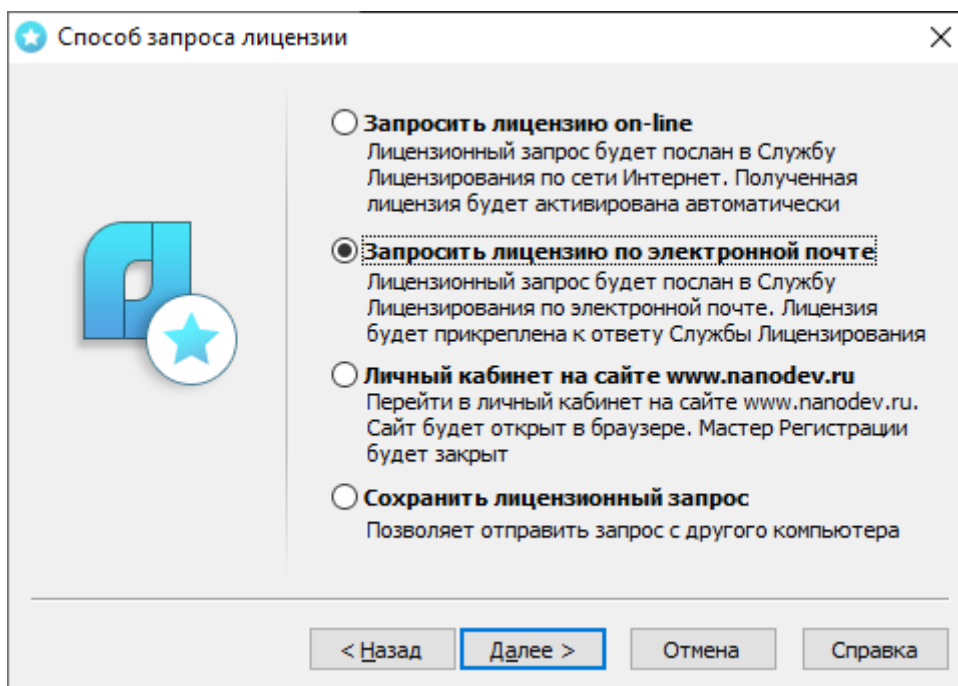 Способ запроса лицензии
Запросить лицензию on-line
Лицензионный запрос будет послан в Службу
Лицензирования по сети Интернет. Полученная
лицензия будет активирована автоматически
Запросить лицензию по электронной почте
Лицензионный запрос будет послан в Службу
Лицензирования по электронной почте. Лицензия
будет прикреплена к ответу Службы Лицензирования
Личный кабинет на сайте www.nanodev.ru
Перейти в личный кабинет на сайте www.nanodev.ru.
Сайт будет открыт в браузере. Мастер Регистрации
будет закрыт
Сохранить лицензионный запрос
Позволяет отправить запрос с другого компьютера
< Назад
Далее >
Отмена
Справка